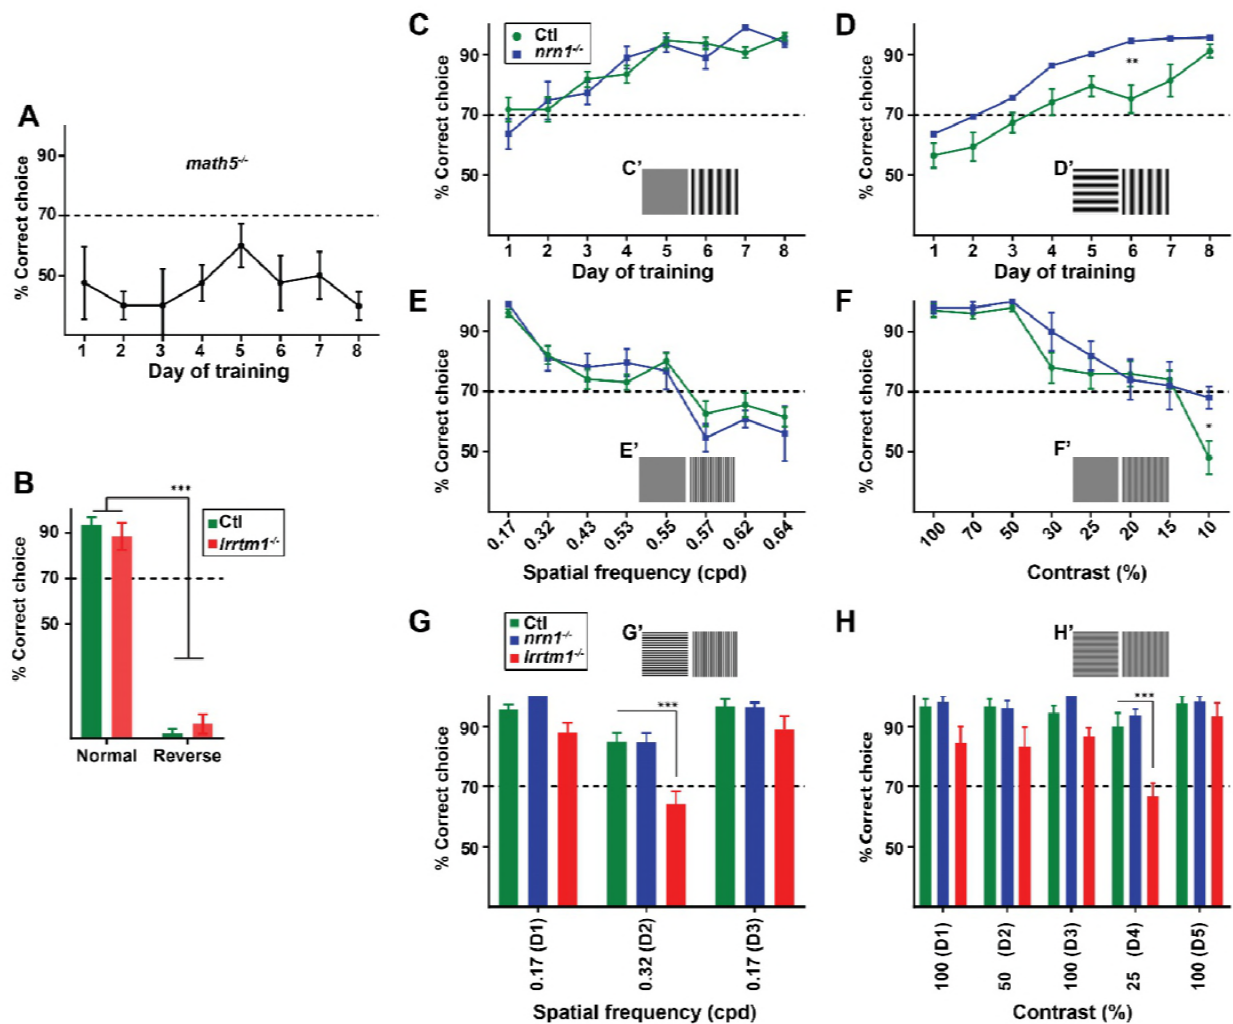 A
math5-/-
% Correct choice
90
70
50
1 2 3 4 5 6 7 8
Day of training
B
***
Ctl
lrrtm1-/-
% Correct choice
90
70
50
Normal Reverse
C
Ctl
nrn1-/-
% Correct choice
90
70
50
C'
1 2 3 4 5 6 7 8
Day of training
D
% Correct choice
90
70
50
**
D'
1 2 3 4 5 6 7 8
Day of training
E
% Correct choice
90
70
50
E'
0.17 0.32 0.43 0.53 0.55 0.57 0.62 0.64
Spatial frequency (cpd)
F
% Correct choice
90
70
50
*
F'
100 70 50 30 25 20 15 10
Contrast (%)
G
Ctl
nrn1-/-
lrrtm1-/-
G'
% Correct choice
90
70
50
***
0.17 (D1) 0.32 (D2) 0.17 (D3)
Spatial frequency (cpd)
H
H'
% Correct choice
90
70
50
***
100 (D1) 50 (D2) 100 (D3) 25 (D4) 100 (D5)
Contrast (%)